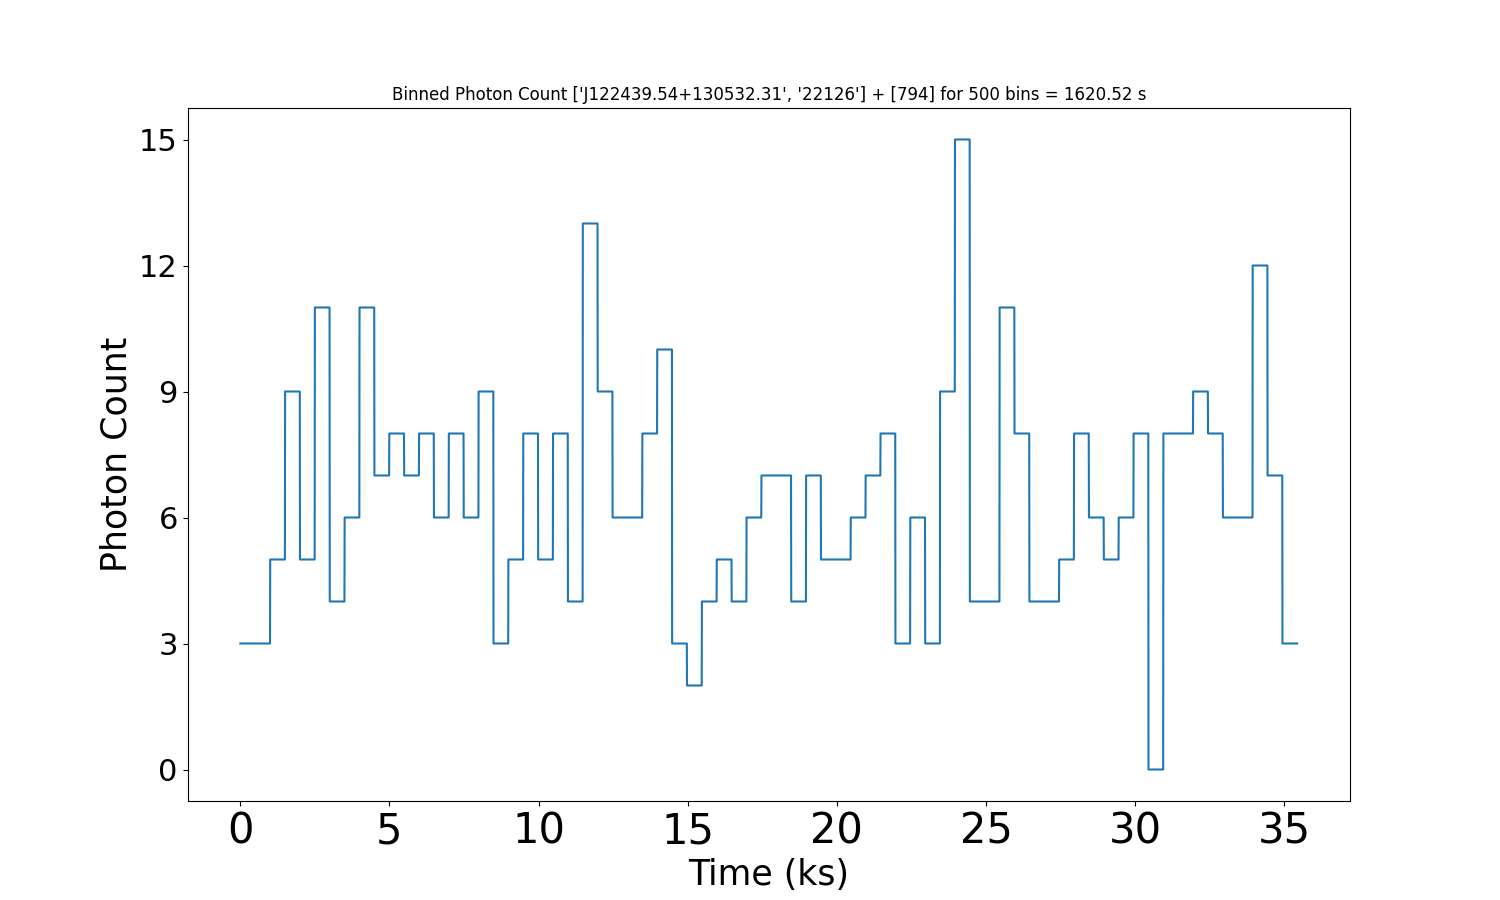 Binned Photon Count ['J122439.54+130532.31', '22126'] + [794] for 500 bins = 1620.52 s
15
12
9
6
3
0
Photon Count
0 5 10 15 20 25 30 35
Time (ks)